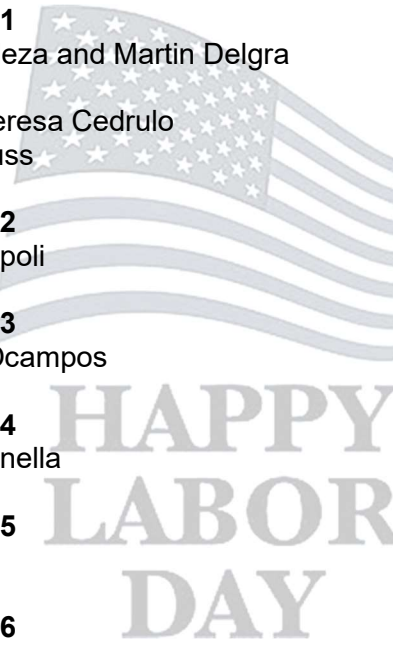 1
eza and Martin Delgra
eresa Cedrulo
uss
2
poli
3
Ocampos
4
nella
5
6
HAPPY
LABOR
DAY